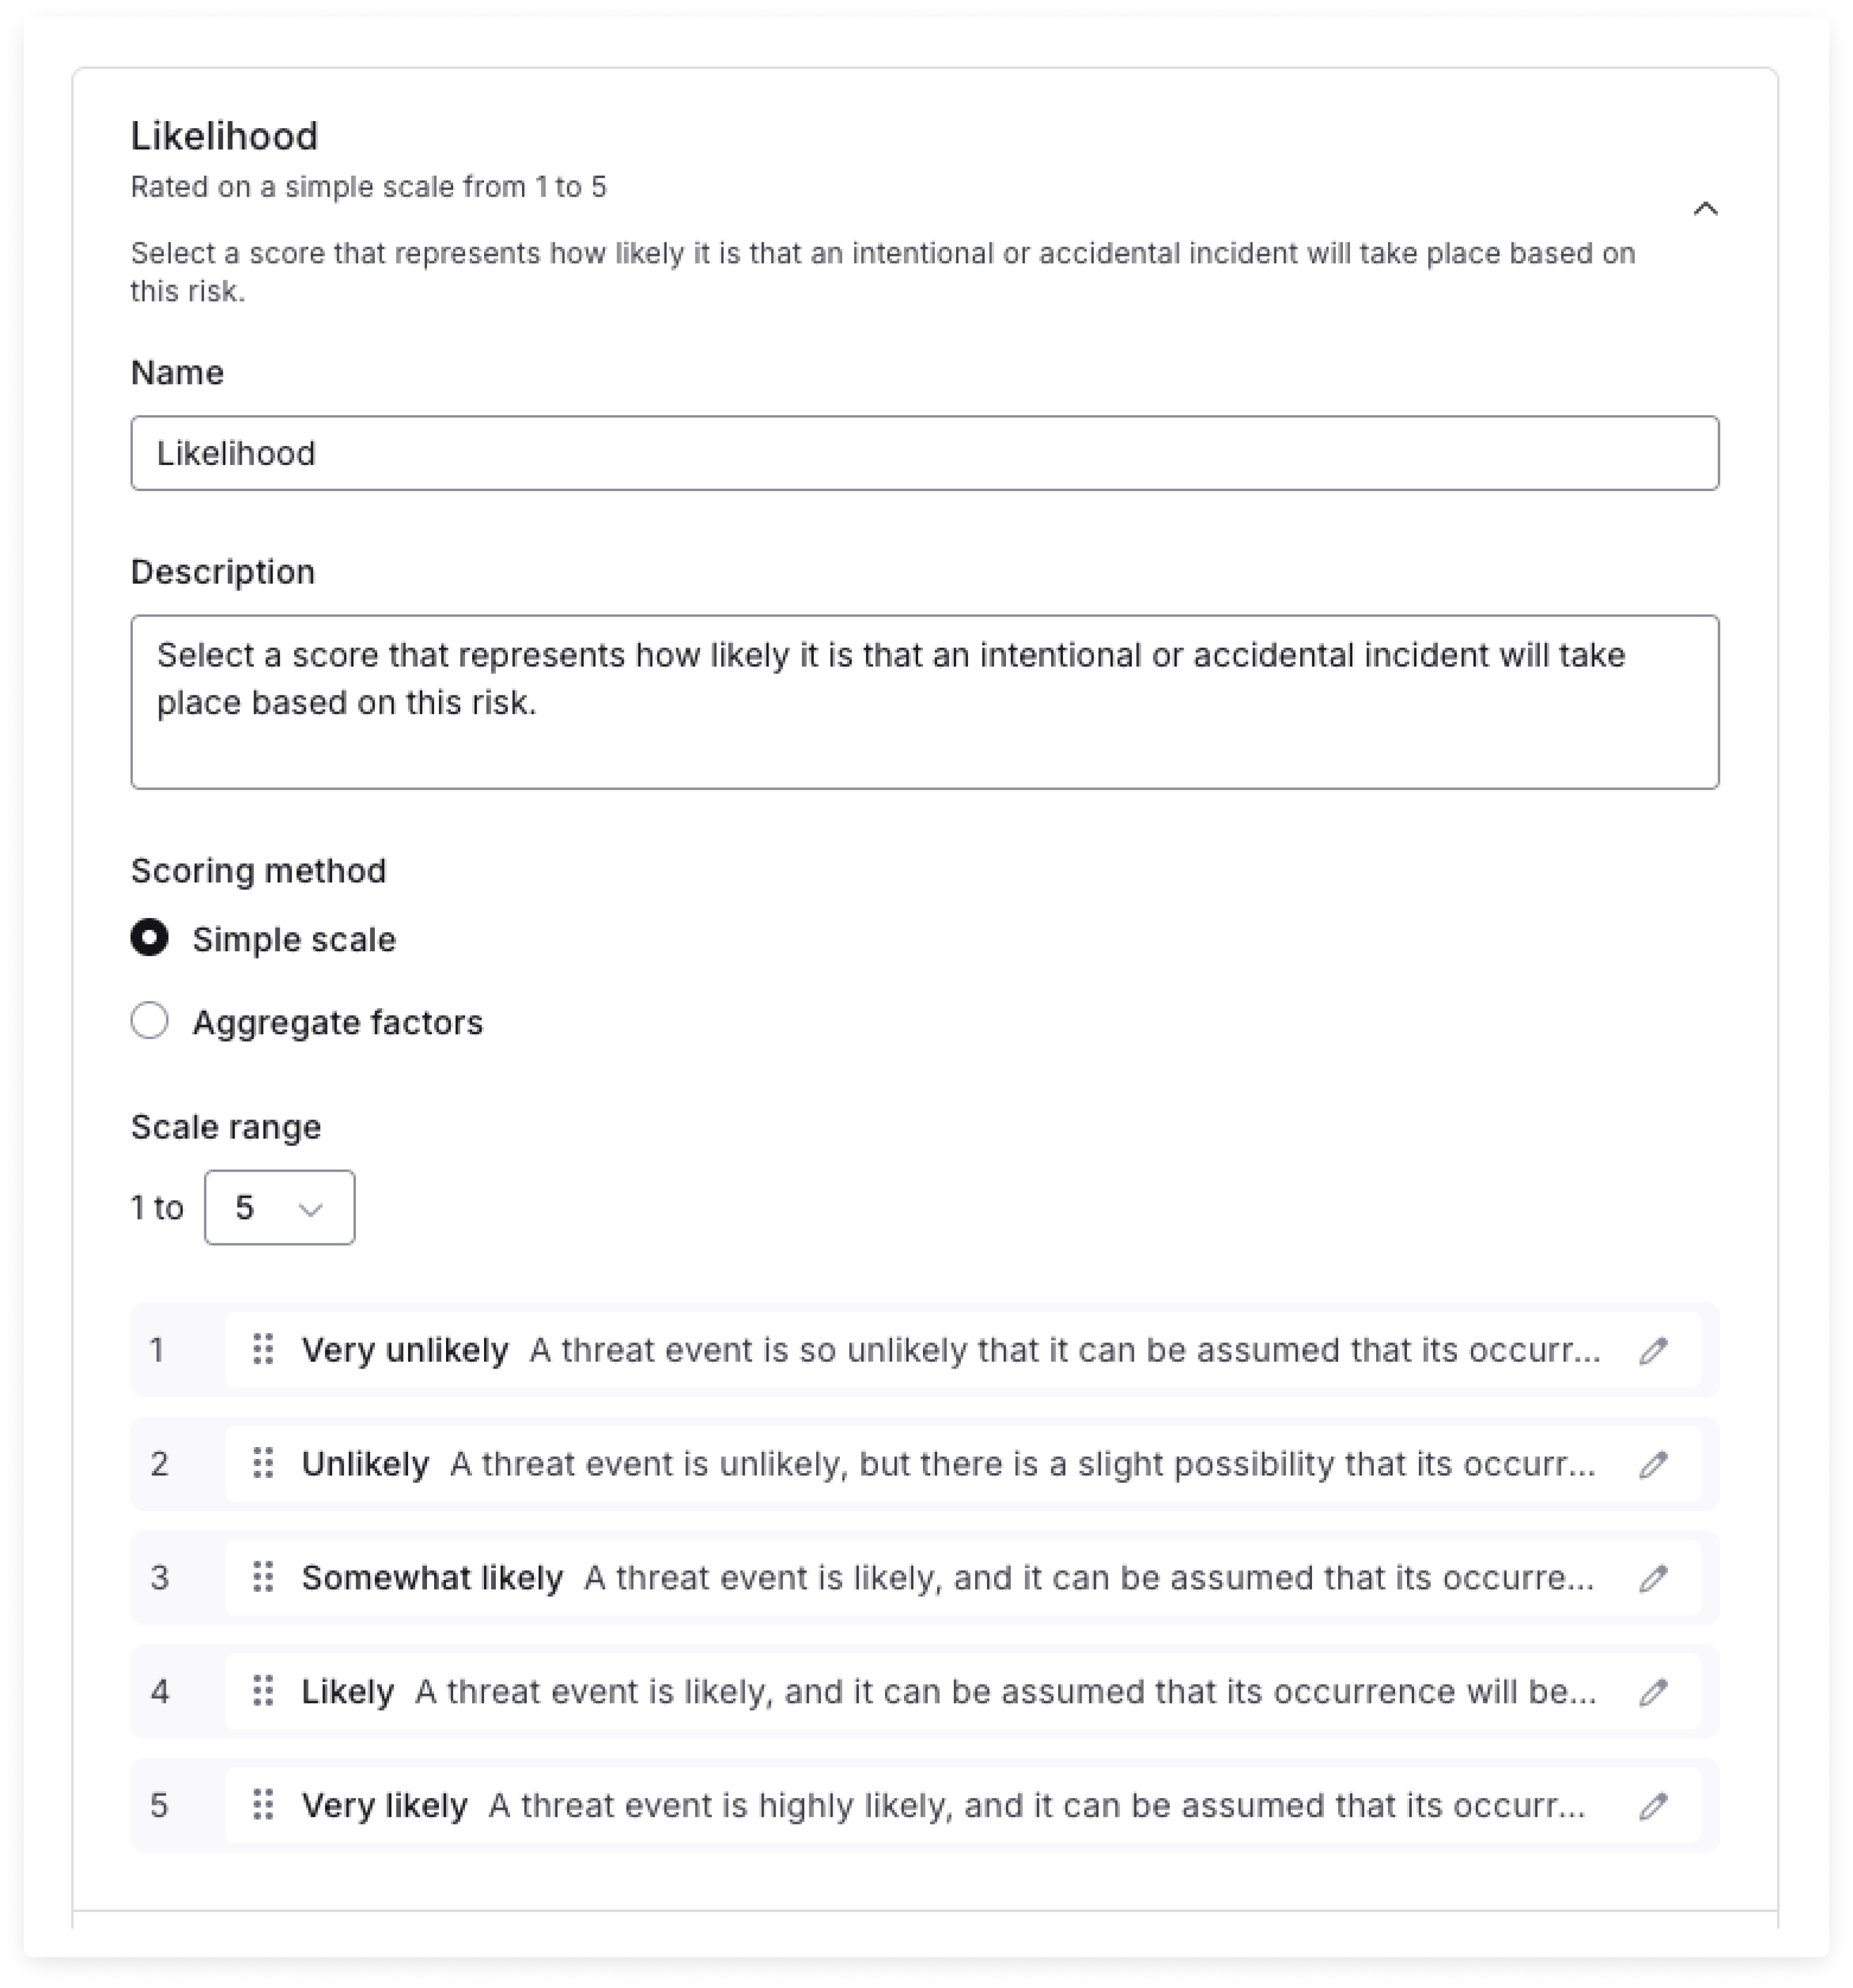 Likelihood
Rated on a simple scale from 1 to 5
Select a score that represents how likely it is that an intentional or accidental incident will take place based on
this risk.
Name
Likelihood
Description
Select a score that represents how likely it is that an intentional or accidental incident will take
place based on this risk.
Scoring method
Simple scale
Aggregate factors
Scale range
1 to 5
1 Very unlikely A threat event is so unlikely that it can be assumed that its occurr...
2 Unlikely A threat event is unlikely, but there is a slight possibility that its occurr...
3 Somewhat likely A threat event is likely, and it can be assumed that its occurre...
4 Likely A threat event is likely, and it can be assumed that its occurrence will be...
5 Very likely A threat event is highly likely, and it can be assumed that its occurr...